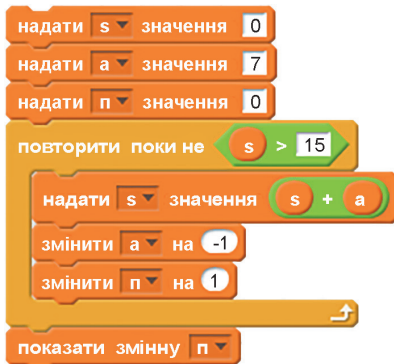 надати s значення 0
надати а значення 7
надати п значення 0
повторити поки не s > 15
надати s значення s + а
змінити а на -1
змінити п на 1
показати змінну п